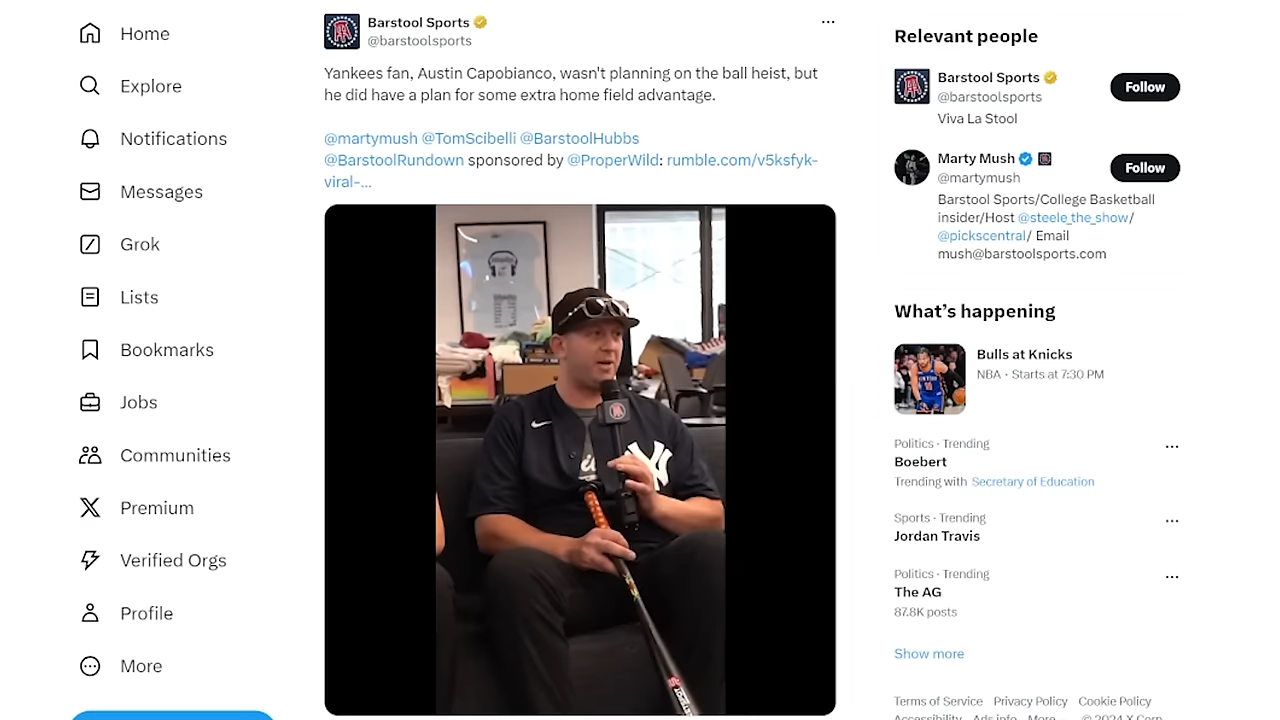 Home
Explore
Notifications
Messages
Grok
Lists
Bookmarks
Jobs
Communities
Premium
Verified Orgs
Profile
More
Barstool Sports
@barstoolsports
Yankees fan, Austin Capobianco, wasn't planning on the ball heist, but
he did have a plan for some extra home field advantage.
@martymush @TomScibelli @BarstoolHubbs
@BarstoolRundown sponsored by @ProperWild: rumble.com/v5ksfyk-
viral-...
Relevant people
Barstool Sports
@barstoolsports
Follow
Viva La Stool
Marty Mush
@martymush
Follow
Barstool Sports/College Basketball
insider/Host @steele_the_show/
@pickscentral/ Email
mush@barstoolsports.com
What's happening
Bulls at Knicks
NBA · Starts at 7:30 PM
Politics · Trending
Boebert
Trending with Secretary of Education
Sports · Trending
Jordan Travis
Politics · Trending
The AG
87.8K posts
Show more
Terms of Service Privacy Policy Cookie Policy
Accessibility Ads info More ... © 2024 X Corp.